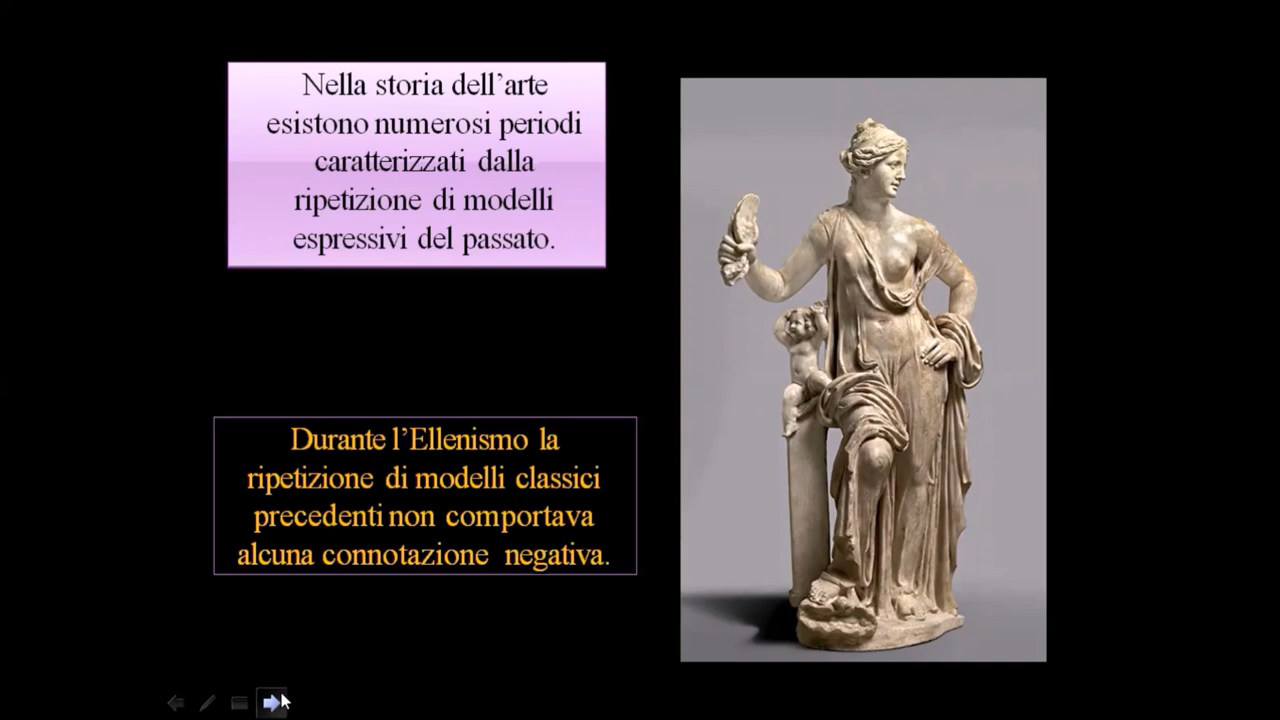 Nella storia dell’arte
esistono numerosi periodi
caratterizzati dalla
ripetizione di modelli
espressivi del passato.
Durante l’Ellenismo la
ripetizione di modelli classici
precedenti non comportava
alcuna connotazione negativa.